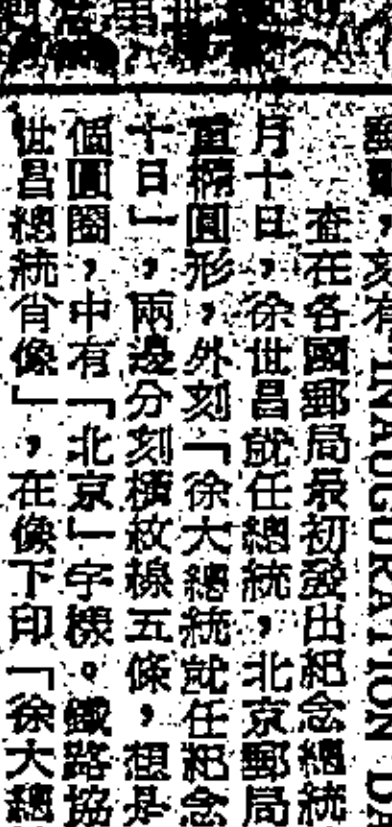 刻有 INAUGURATION DA
查在各國郵局最初發出紀念總統
月十日，徐世昌就任總統，北京郵局
重橢圓形，外刻「徐大總統就任紀念
十日」，兩邊分刻橫紋線五條，想是
個圓圈，中有「北京」字樣。鐵路協
世昌總統肖像」，在像下印「徐大總